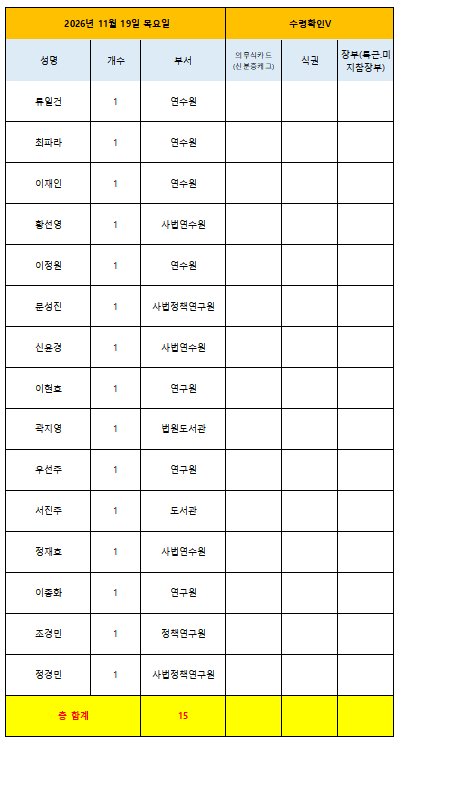 2026년 11월 19일 목요일 수령확인V
성명 개수 부서 의무식카드 식권 장부(특근.미
(신분증케그) 지참장부)
류일건 1 연수원
최파라 1 연수원
이재인 1 연수원
황선영 1 사법연수원
이정원 1 연수원
문성진 1 사법정책연구원
신윤경 1 사법연수원
이현호 1 연구원
곽지영 1 법원도서관
우선주 1 연구원
서진주 1 도서관
정재호 1 사법연수원
이종화 1 연구원
조경민 1 정책연구원
정경민 1 사법정책연구원
총 합계 15